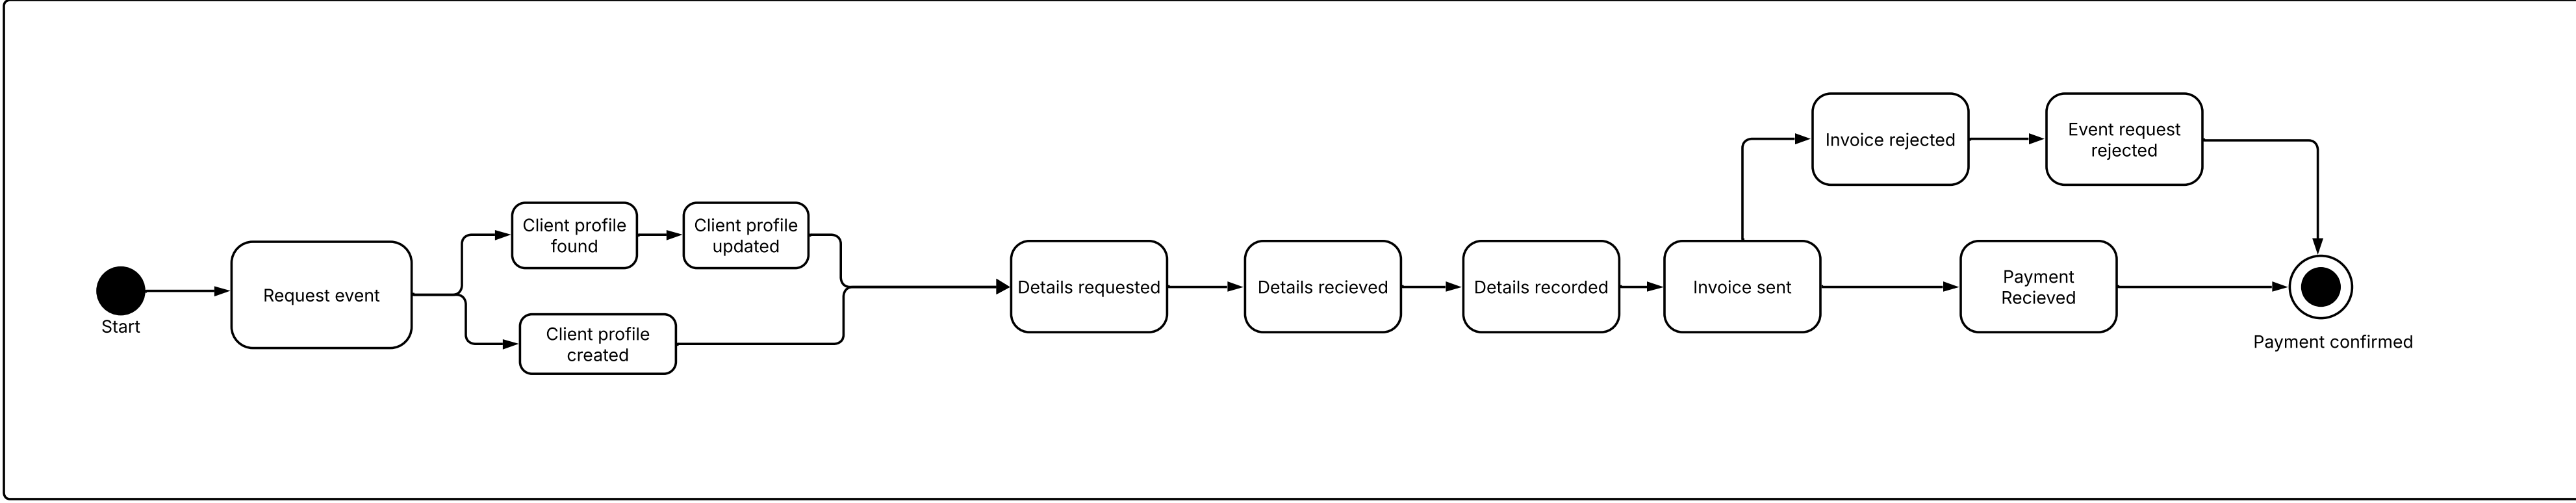 Start
Request event
Client profile
found
Client profile
updated
Client profile
created
Details requested
Details recieved
Details recorded
Invoice sent
Invoice rejected
Event request
rejected
Payment
Recieved
Payment confirmed